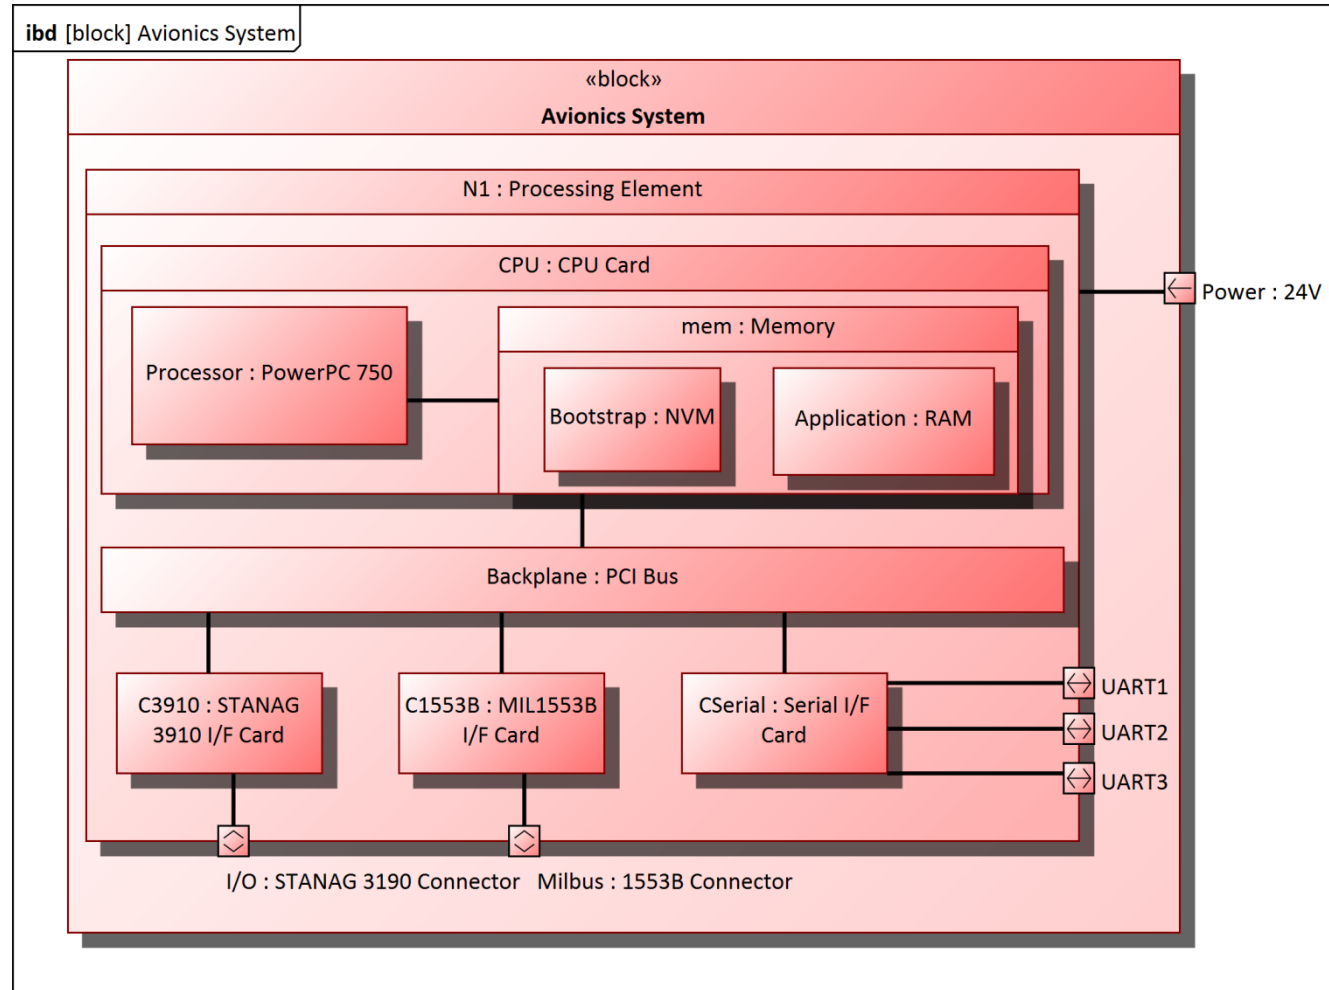 ibd [block] Avionics System
«block»
Avionics System
N1 : Processing Element
CPU : CPU Card
Processor : PowerPC 750
mem : Memory
Bootstrap : NVM
Application : RAM
Power : 24V
Backplane : PCI Bus
C3910 : STANAG
3910 I/F Card
C1553B : MIL1553B
I/F Card
CSerial : Serial I/F
Card
UART1
UART2
UART3
I/O : STANAG 3190 Connector
Milbus : 1553B Connector